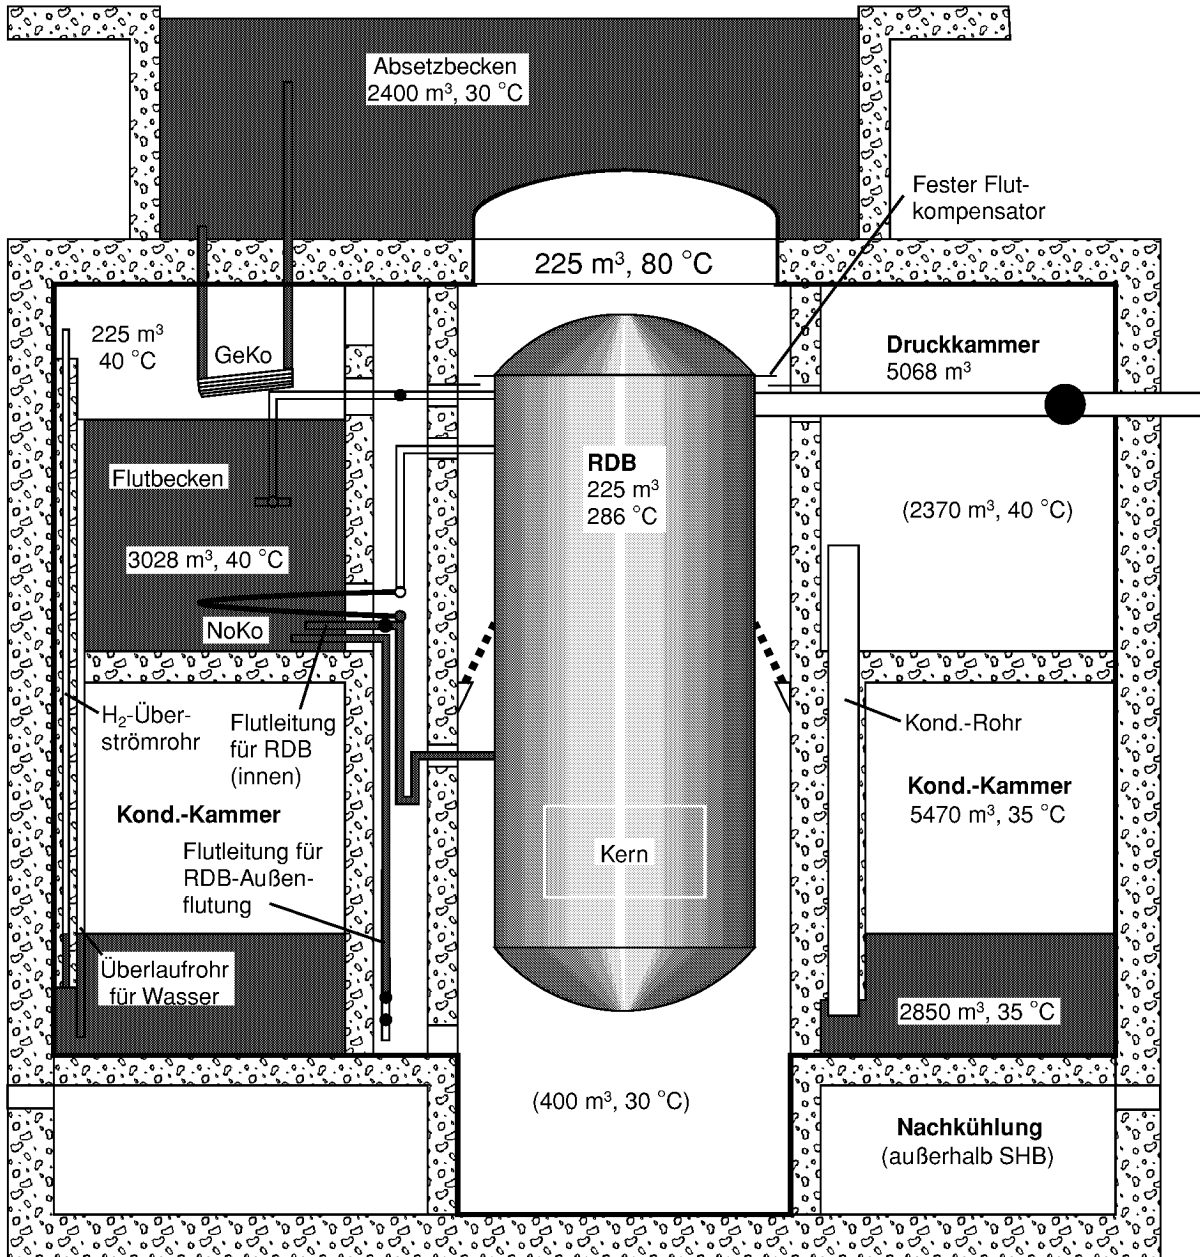 Absetzbecken
2400 m³, 30 °C
Fester Flut-
kompensator
225 m³, 80 °C
225 m³
40 °C
GeKo
Druckkammer
5068 m³
Flutbecken
RDB
225 m³
286 °C
(2370 m³, 40 °C)
3028 m³, 40 °C
NoKo
H₂-Über-
strömrohr
Flutleitung
für RDB
(innen)
Kond.-Rohr
Kond.-Kammer
5470 m³, 35 °C
Kond.-Kammer
Flutleitung für
RDB-Außen-
flutung
Kern
Überlaufrohr
für Wasser
2850 m³, 35 °C
(400 m³, 30 °C)
Nachkühlung
(außerhalb SHB)